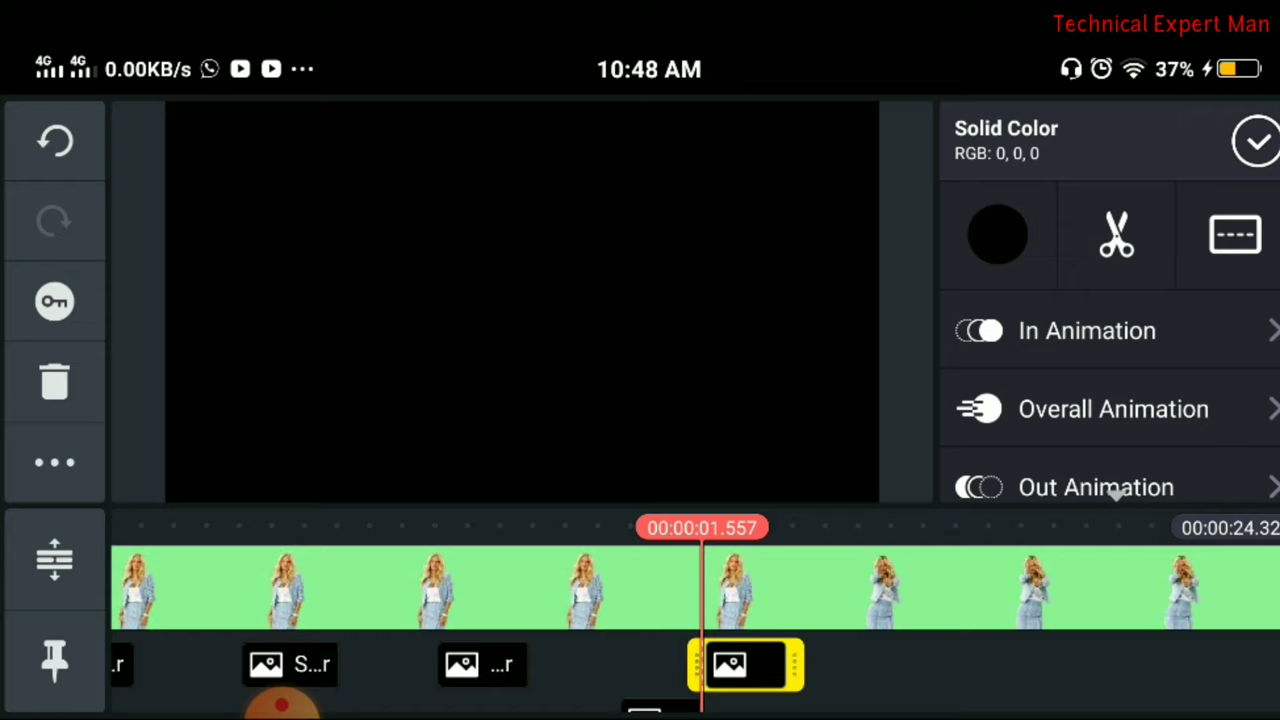 Technical Expert Man
4G 4G 0.00KB/s
10:48 AM
37%
Solid Color
RGB: 0, 0, 0
In Animation
Overall Animation
Out Animation
00:00:01.557
00:00:24.32
.r
S...r
...r